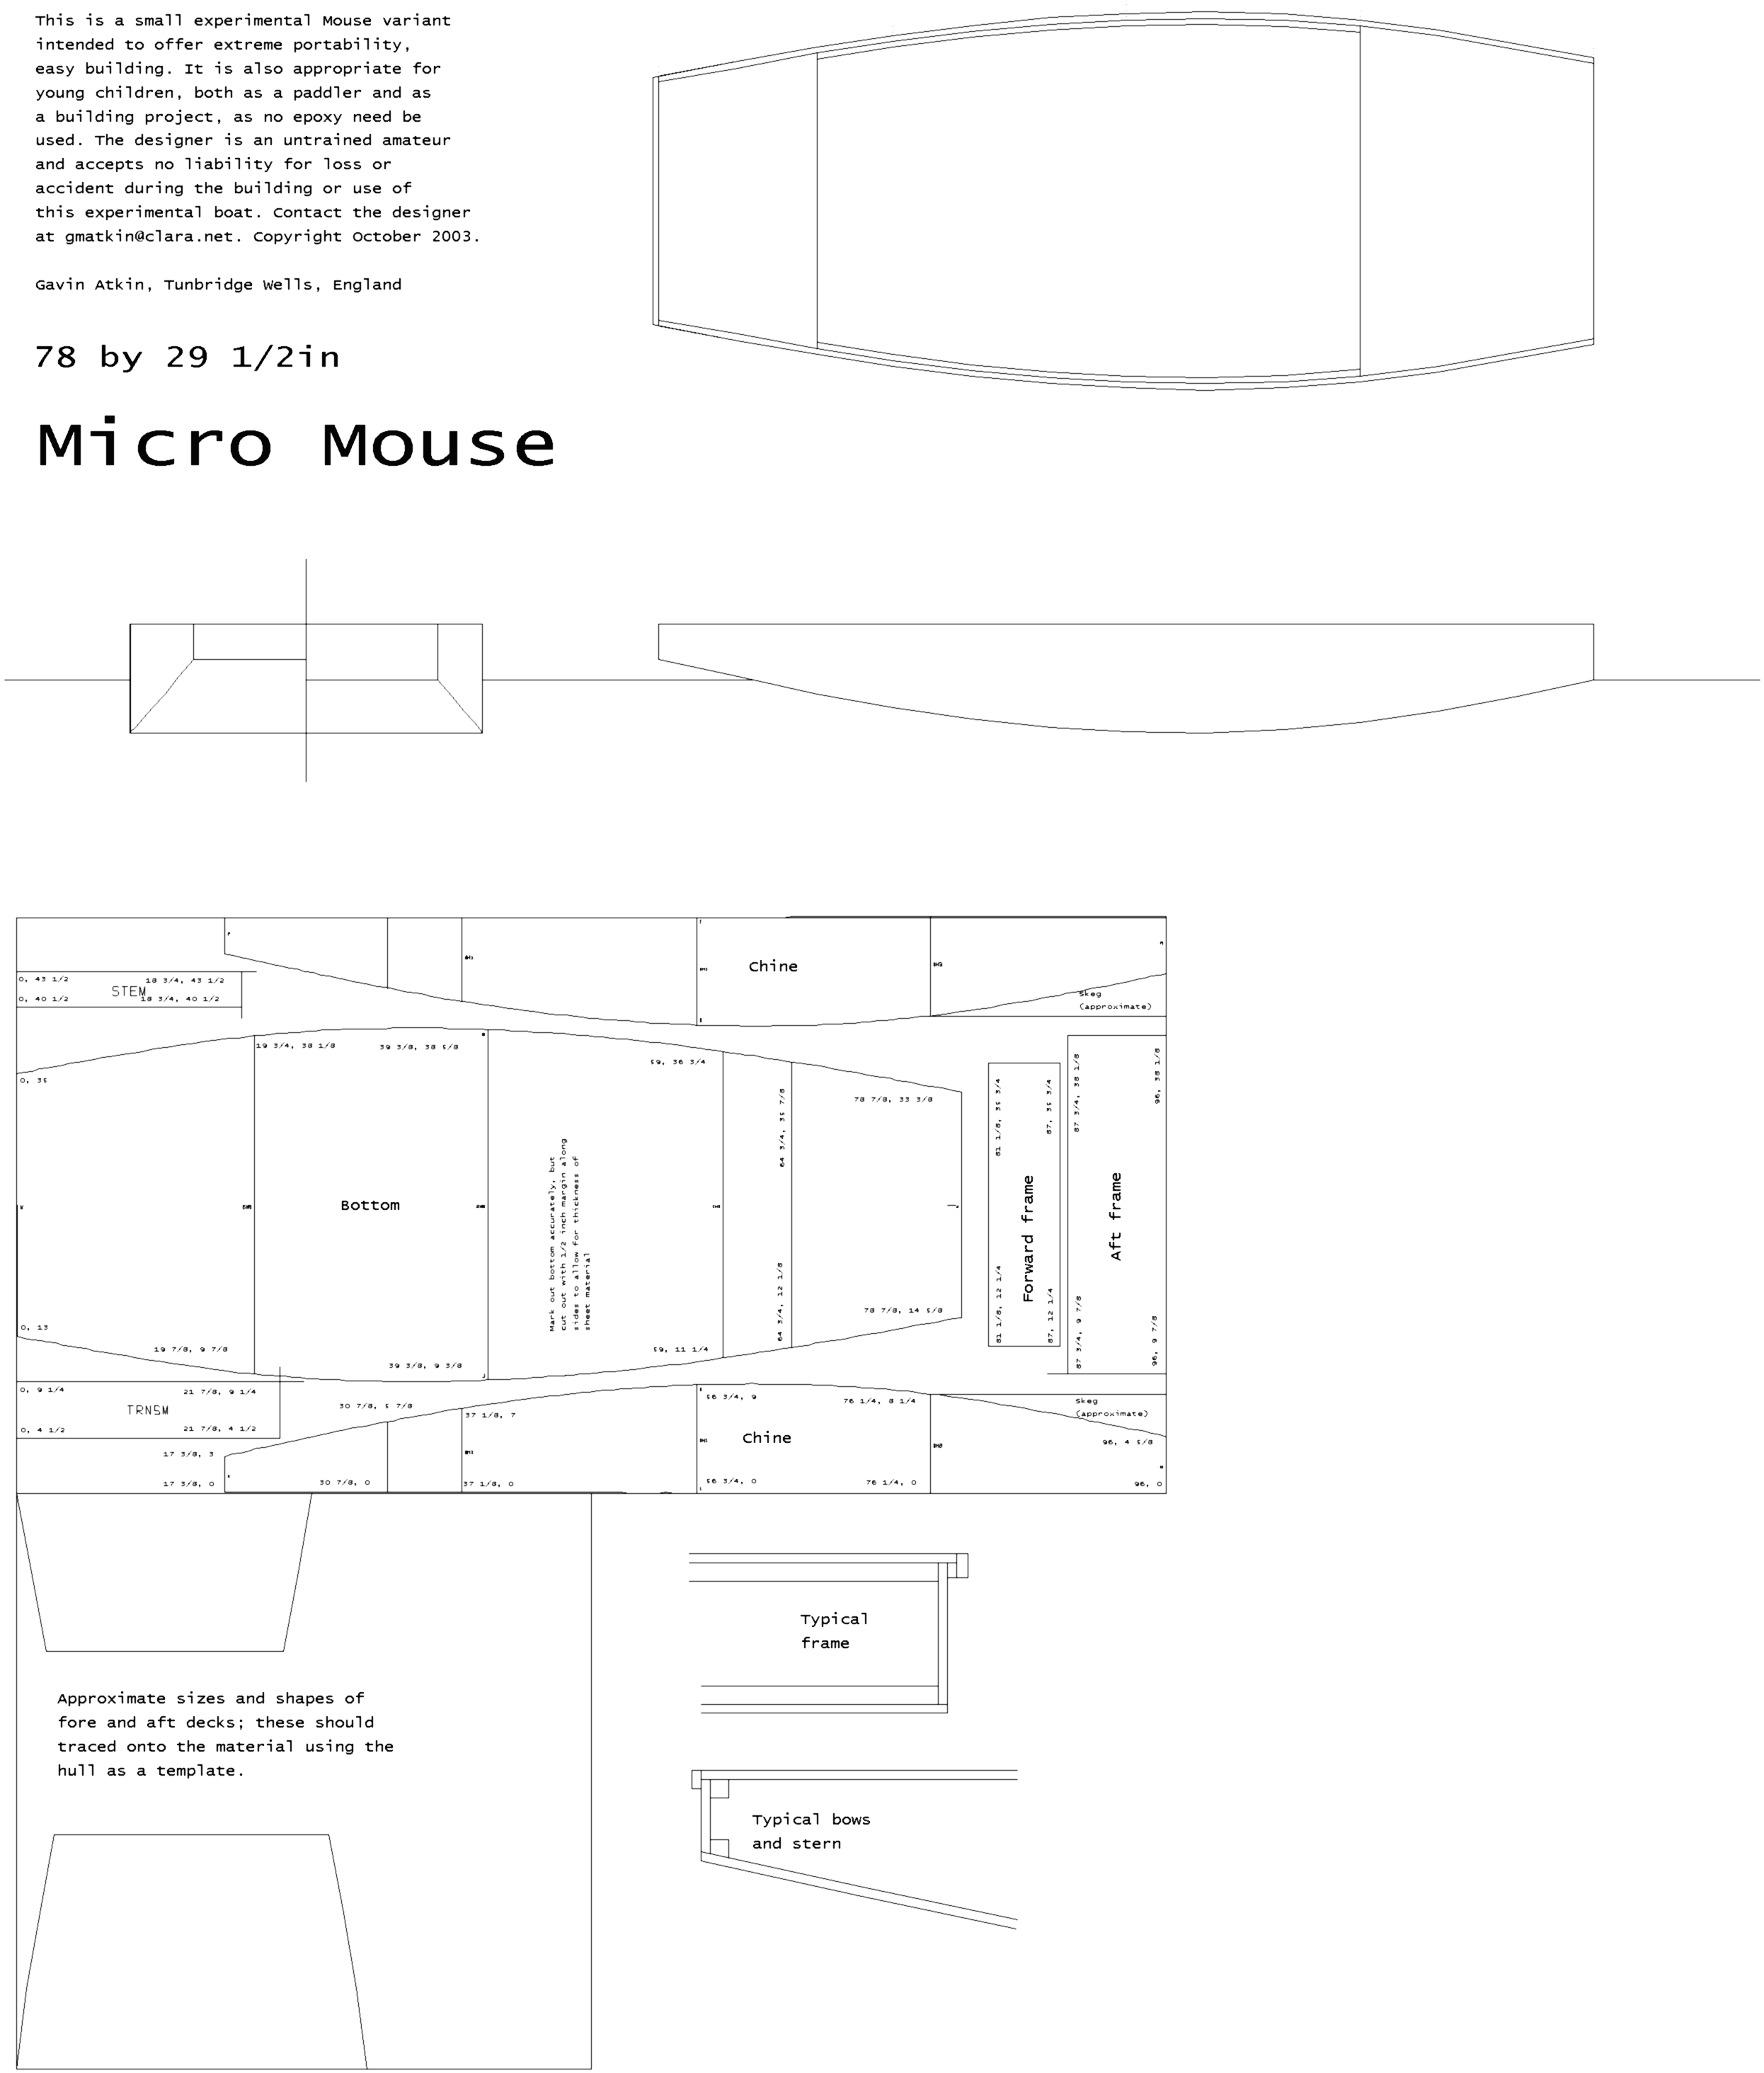 This is a small experimental Mouse variant
intended to offer extreme portability,
easy building. It is also appropriate for
young children, both as a paddler and as
a building project, as no epoxy need be
used. The designer is an untrained amateur
and accepts no liability for loss or
accident during the building or use of
this experimental boat. Contact the designer
at gmatkin@clara.net. Copyright October 2003.
Gavin Atkin, Tunbridge Wells, England
78 by 29 1/2in
Micro Mouse
Chine
0, 43 1/2
18 3/4, 43 1/2
STEM
0, 40 1/2
18 3/4, 40 1/2
Skeg
(approximate)
19 3/4, 38 1/8
39 3/8, 38 5/8
59, 36 3/4
0, 35
78 7/8, 33 3/8
64 3/4, 35 7/8
81 1/8, 35 3/4
87, 35 3/4
87 3/4, 38 1/8
96, 38 1/8
Bottom
Mark out bottom accurately, but
cut out with 1/2 inch margin along
sides to allow for thickness of
sheet material
Forward frame
Aft frame
64 3/4, 12 1/8
81 1/8, 12 1/4
87, 12 1/4
87 3/4, 9 7/8
96, 9 7/8
78 7/8, 14 5/8
0, 13
19 7/8, 9 7/8
39 3/8, 9 3/8
59, 11 1/4
0, 9 1/4
21 7/8, 9 1/4
TRNSM
0, 4 1/2
21 7/8, 4 1/2
30 7/8, 5 7/8
37 1/8, 7
56 3/4, 9
76 1/4, 8 1/4
Skeg
(approximate)
Chine
96, 4 5/8
17 3/8, 3
17 3/8, 0
30 7/8, 0
37 1/8, 0
56 3/4, 0
76 1/4, 0
96, 0
Typical
frame
Approximate sizes and shapes of
fore and aft decks; these should
traced onto the material using the
hull as a template.
Typical bows
and stern